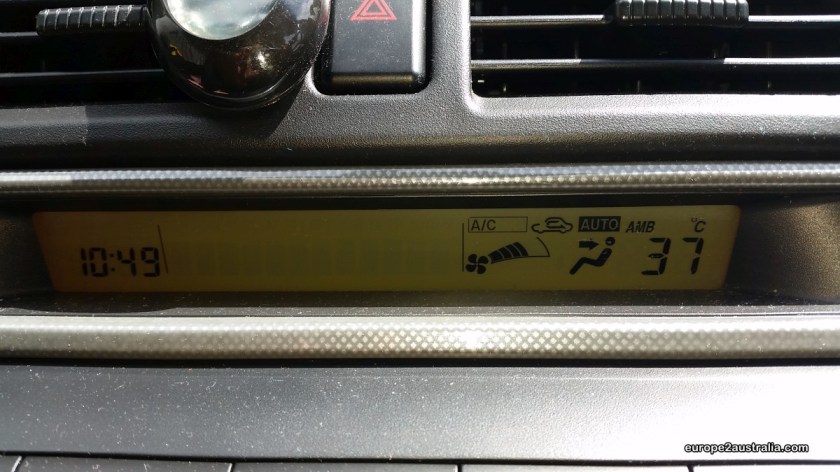 A/C AUTO AMB °C
10:49 37
europe2australia.com